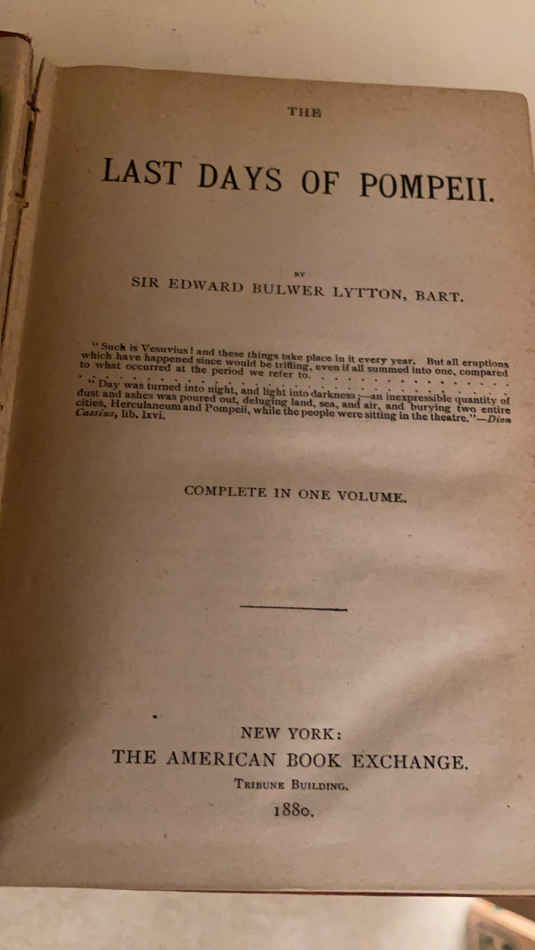 THE
LAST DAYS OF POMPEII.
BY
SIR EDWARD BULWER LYTTON, BART.
"Such is Vesuvius! and these things take place in it every year. But all eruptions
which have happened since would be trifling, even if all summed into one, compared
to what occurred at the period we refer to. . . . . . . . . . . . . .
. . . . . . . . . . . . . . . . . . . . . . . . . . . .
"Day was turned into night, and light into darkness;—an inexpressible quantity of
dust and ashes was poured out, deluging land, sea, and air, and burying two entire
cities, Herculaneum and Pompeii, while the people were sitting in the theatre."—Dion
Cassius, lib. lxvi.
COMPLETE IN ONE VOLUME.
NEW YORK:
THE AMERICAN BOOK EXCHANGE.
TRIBUNE BUILDING.
1880.